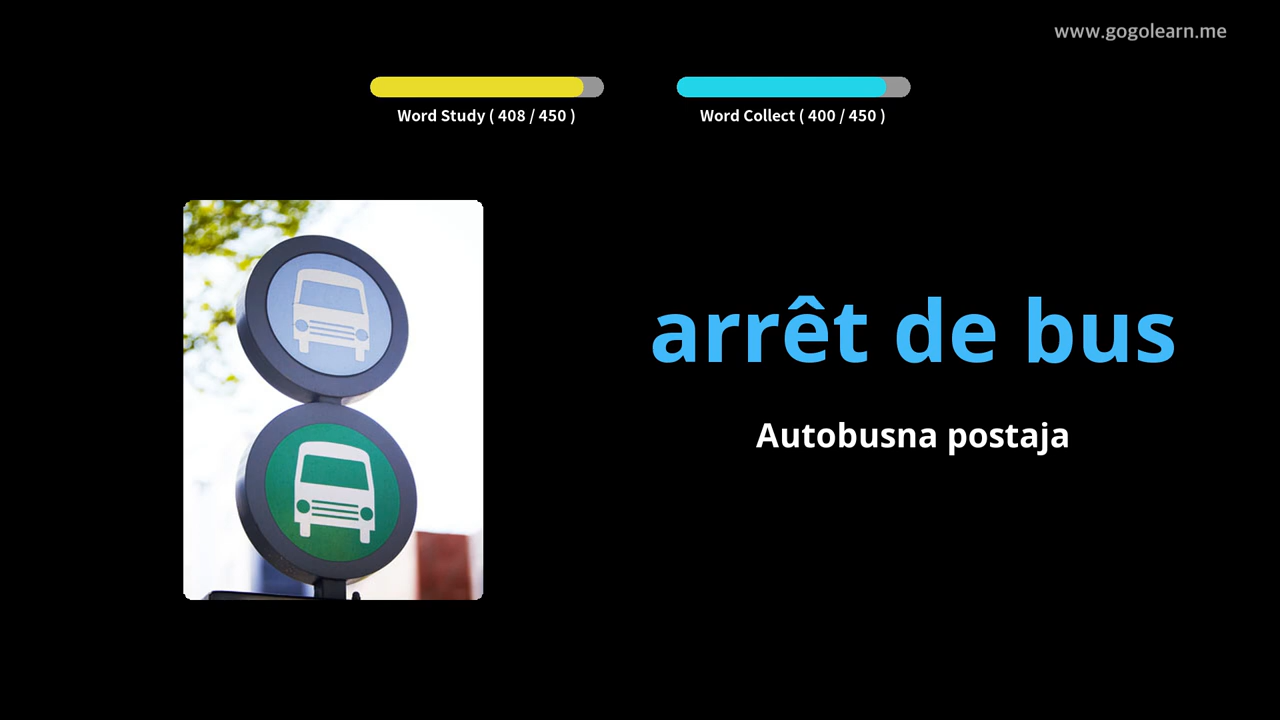 www.gogolearn.me
Word Study ( 408 / 450 )
Word Collect ( 400 / 450 )
arrêt de bus
Autobusna postaja